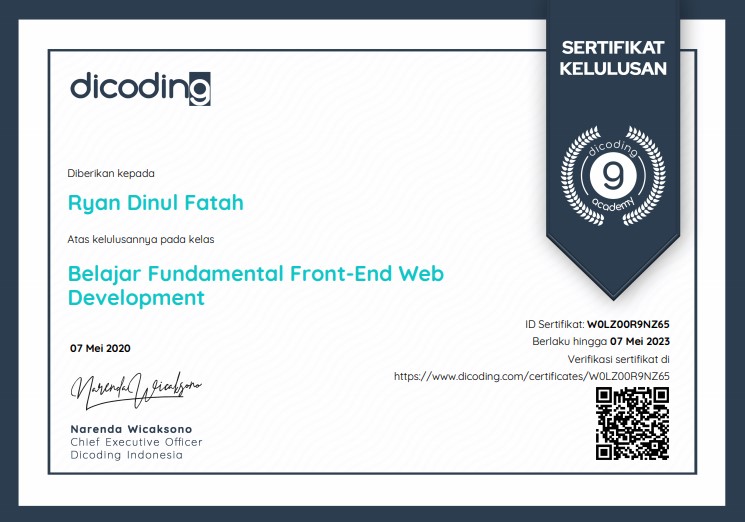 SERTIFIKAT
KELULUSAN
dicoding
dicoding
9
academy
Diberikan kepada
Ryan Dinul Fatah
Atas kelulusannya pada kelas
Belajar Fundamental Front-End Web
Development
ID Sertifikat: W0LZ00R9NZ65
Berlaku hingga 07 Mei 2023
Verifikasi sertifikat di
https://www.dicoding.com/certificates/W0LZ00R9NZ65
07 Mei 2020
Narenda Wicaksono
Narenda Wicaksono
Chief Executive Officer
Dicoding Indonesia